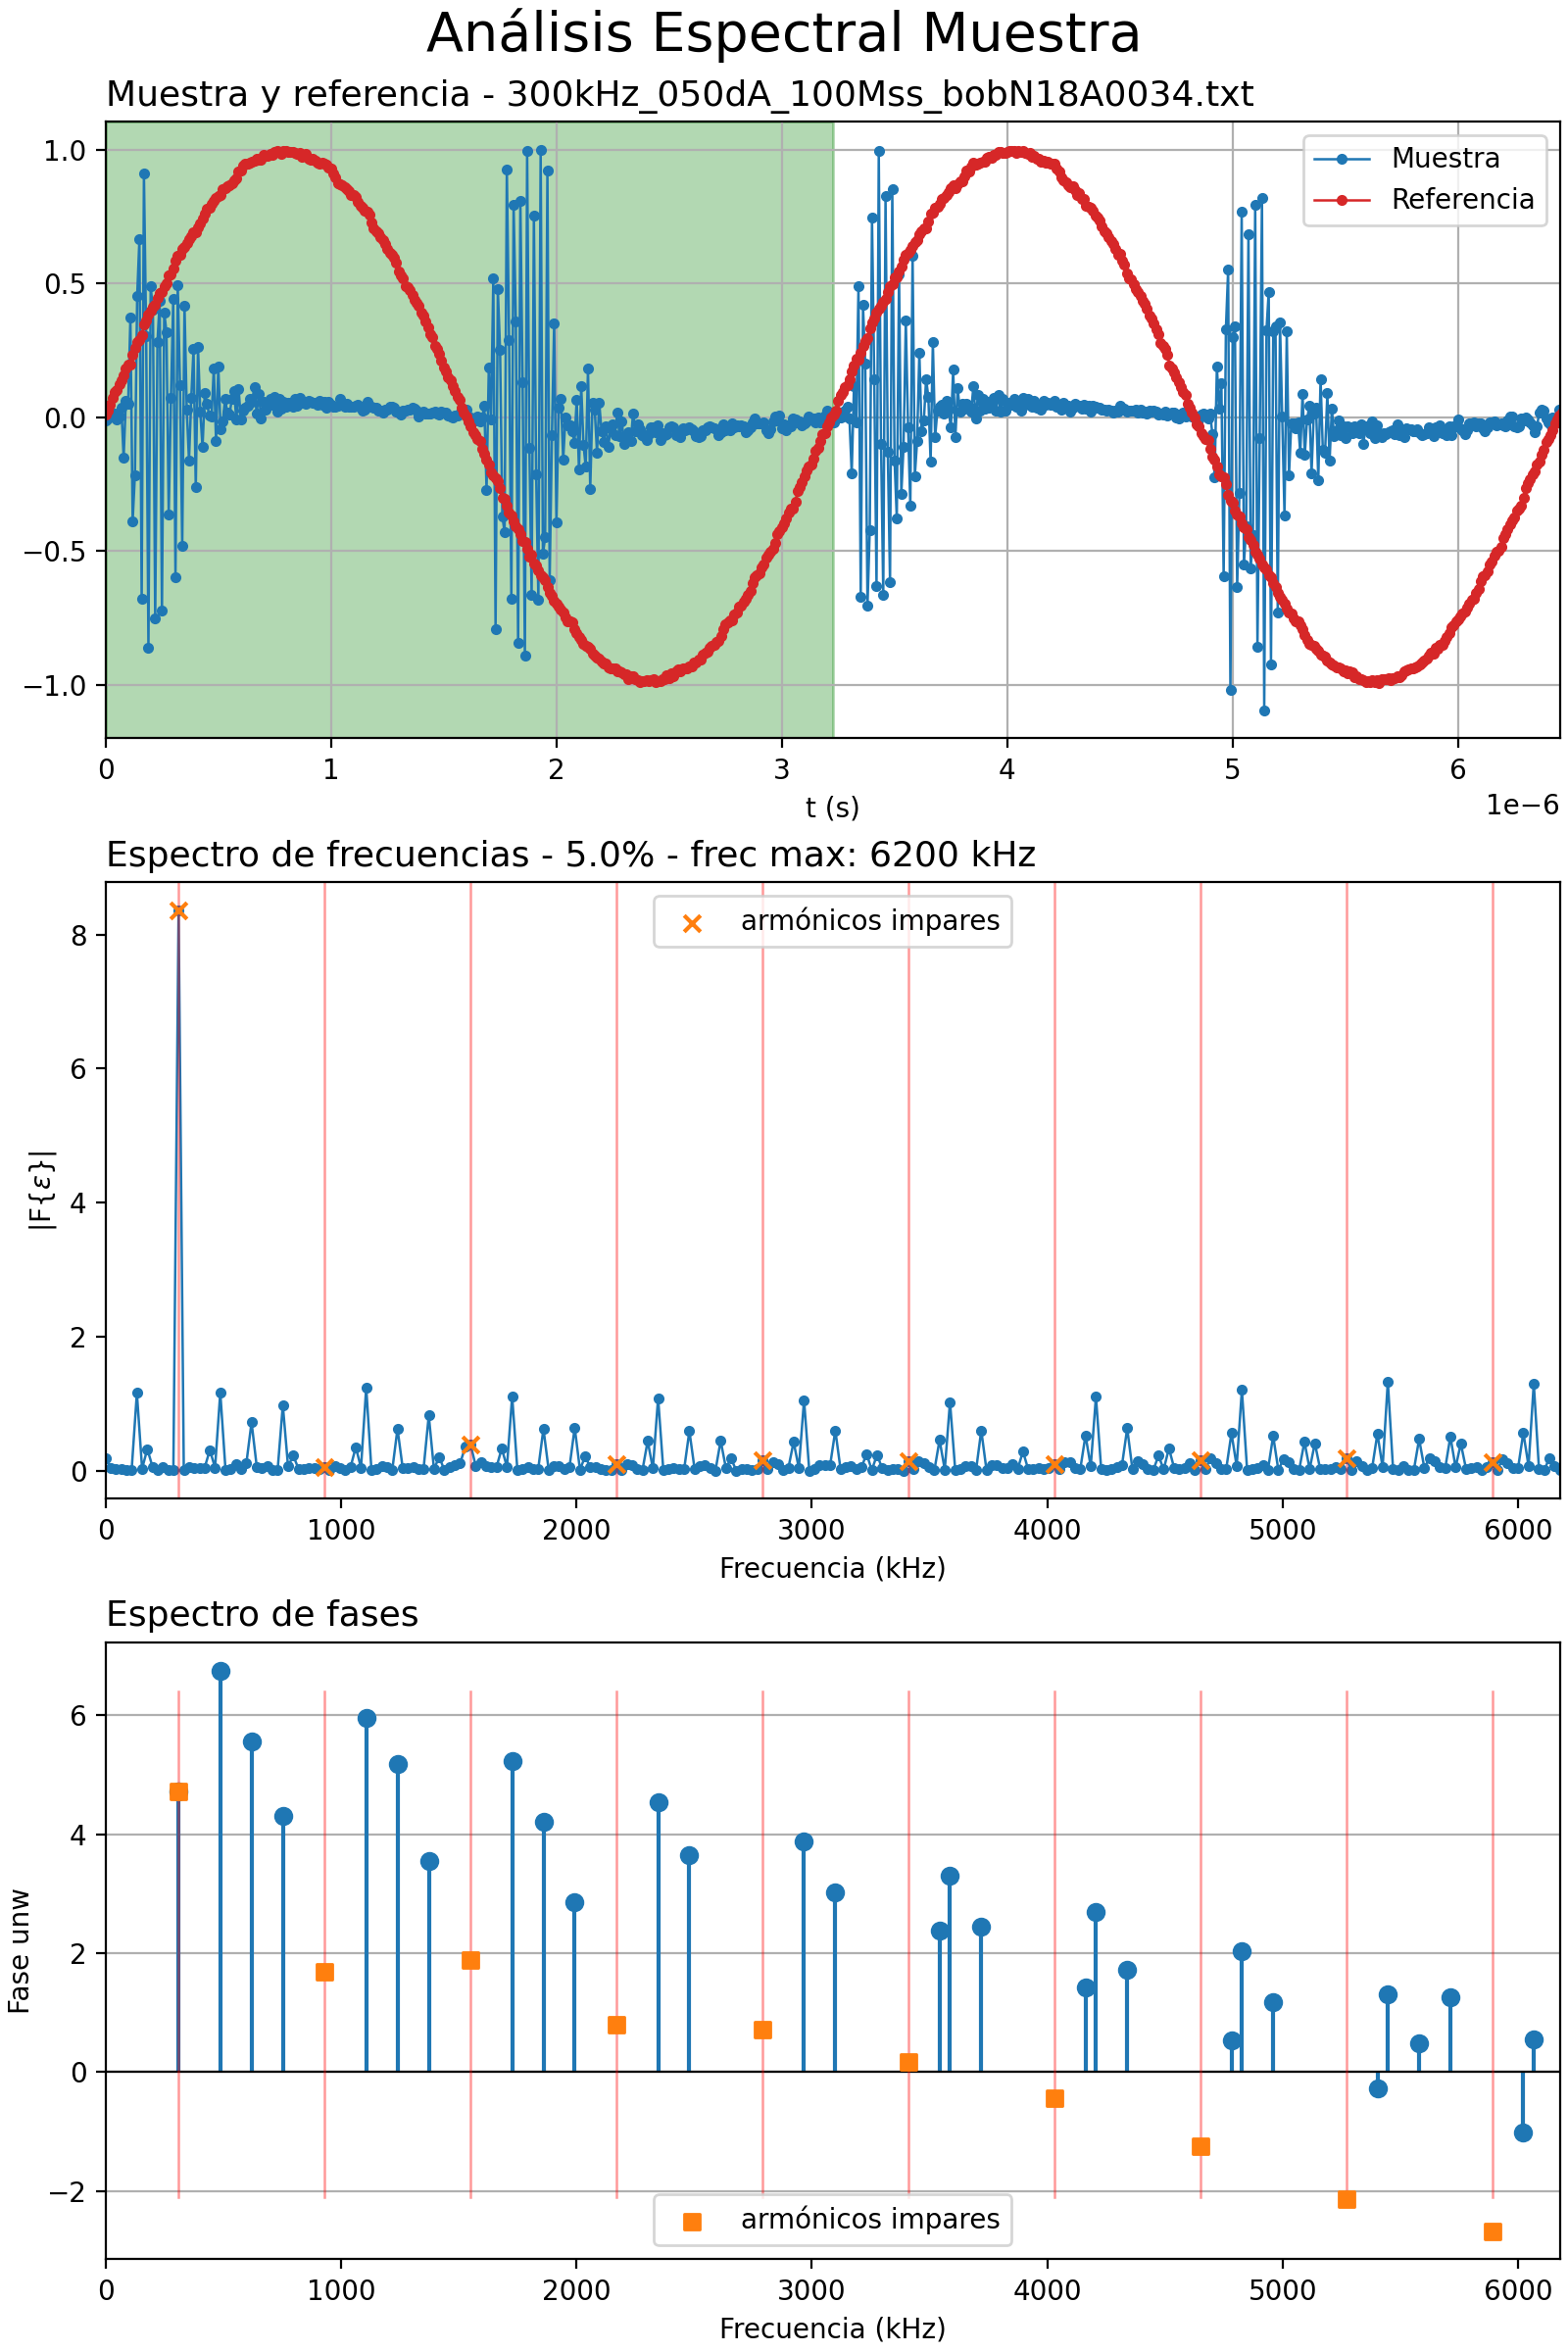 Análisis Espectral Muestra
Muestra y referencia - 300kHz_050dA_100Mss_bobN18A0034.txt
1.0
0.5
0.0
−0.5
−1.0
Muestra
Referencia
0 1 2 3 4 5 6
t (s)
1e−6
Espectro de frecuencias - 5.0% - frec max: 6200 kHz
8
6
4
2
0
|F{ε}|
armónicos impares
0 1000 2000 3000 4000 5000 6000
Frecuencia (kHz)
Espectro de fases
6
4
2
0
−2
Fase unw
armónicos impares
0 1000 2000 3000 4000 5000 6000
Frecuencia (kHz)